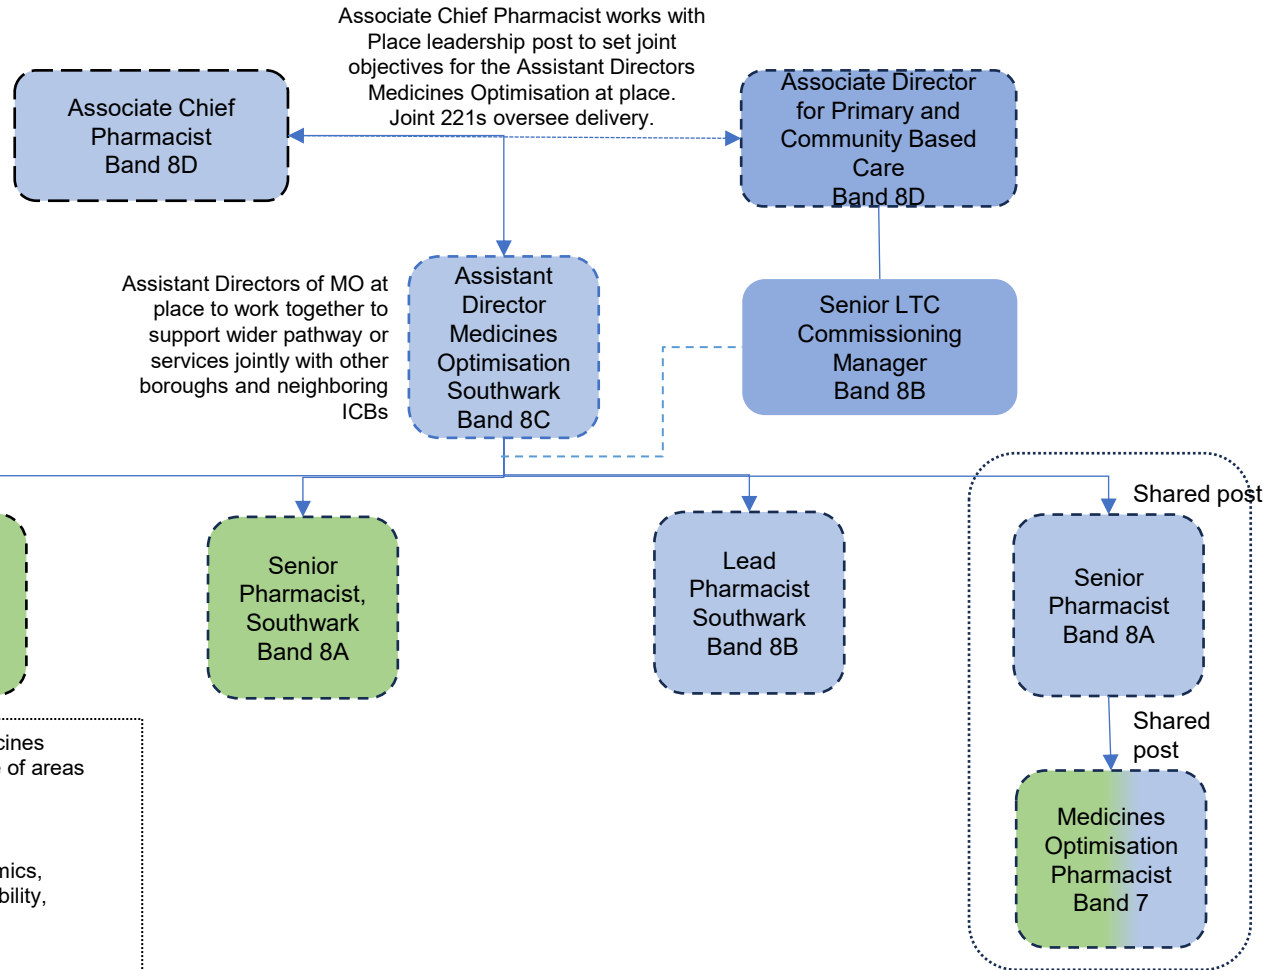 Associate Chief Pharmacist works with
Place leadership post to set joint
objectives for the Assistant Directors
Medicines Optimisation at place.
Joint 221s oversee delivery.
Associate Chief
Pharmacist
Band 8D
Associate Director
for Primary and
Community Based
Care
Band 8D
Assistant Directors of MO at
place to work together to
support wider pathway or
services jointly with other
boroughs and neighboring
ICBs
Assistant
Director
Medicines
Optimisation
Southwark
Band 8C
Senior LTC
Commissioning
Manager
Band 8B
Senior
Pharmacist,
Southwark
Band 8A
Lead
Pharmacist
Southwark
Band 8B
Shared post
Senior
Pharmacist
Band 8A
Shared
post
Medicines
Optimisation
Pharmacist
Band 7
cines
of areas
mics,
bility,